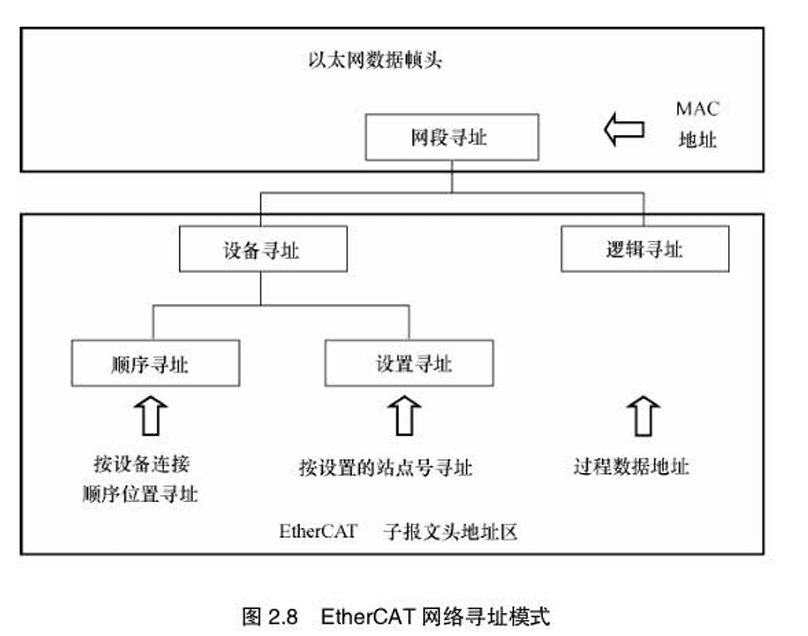 以太网数据帧头
网段寻址
MAC
地址
设备寻址
逻辑寻址
顺序寻址
设置寻址
按设备连接
顺序位置寻址
按设置的站点号寻址
过程数据地址
EtherCAT 子报文头地址区
图 2.8 EtherCAT 网络寻址模式